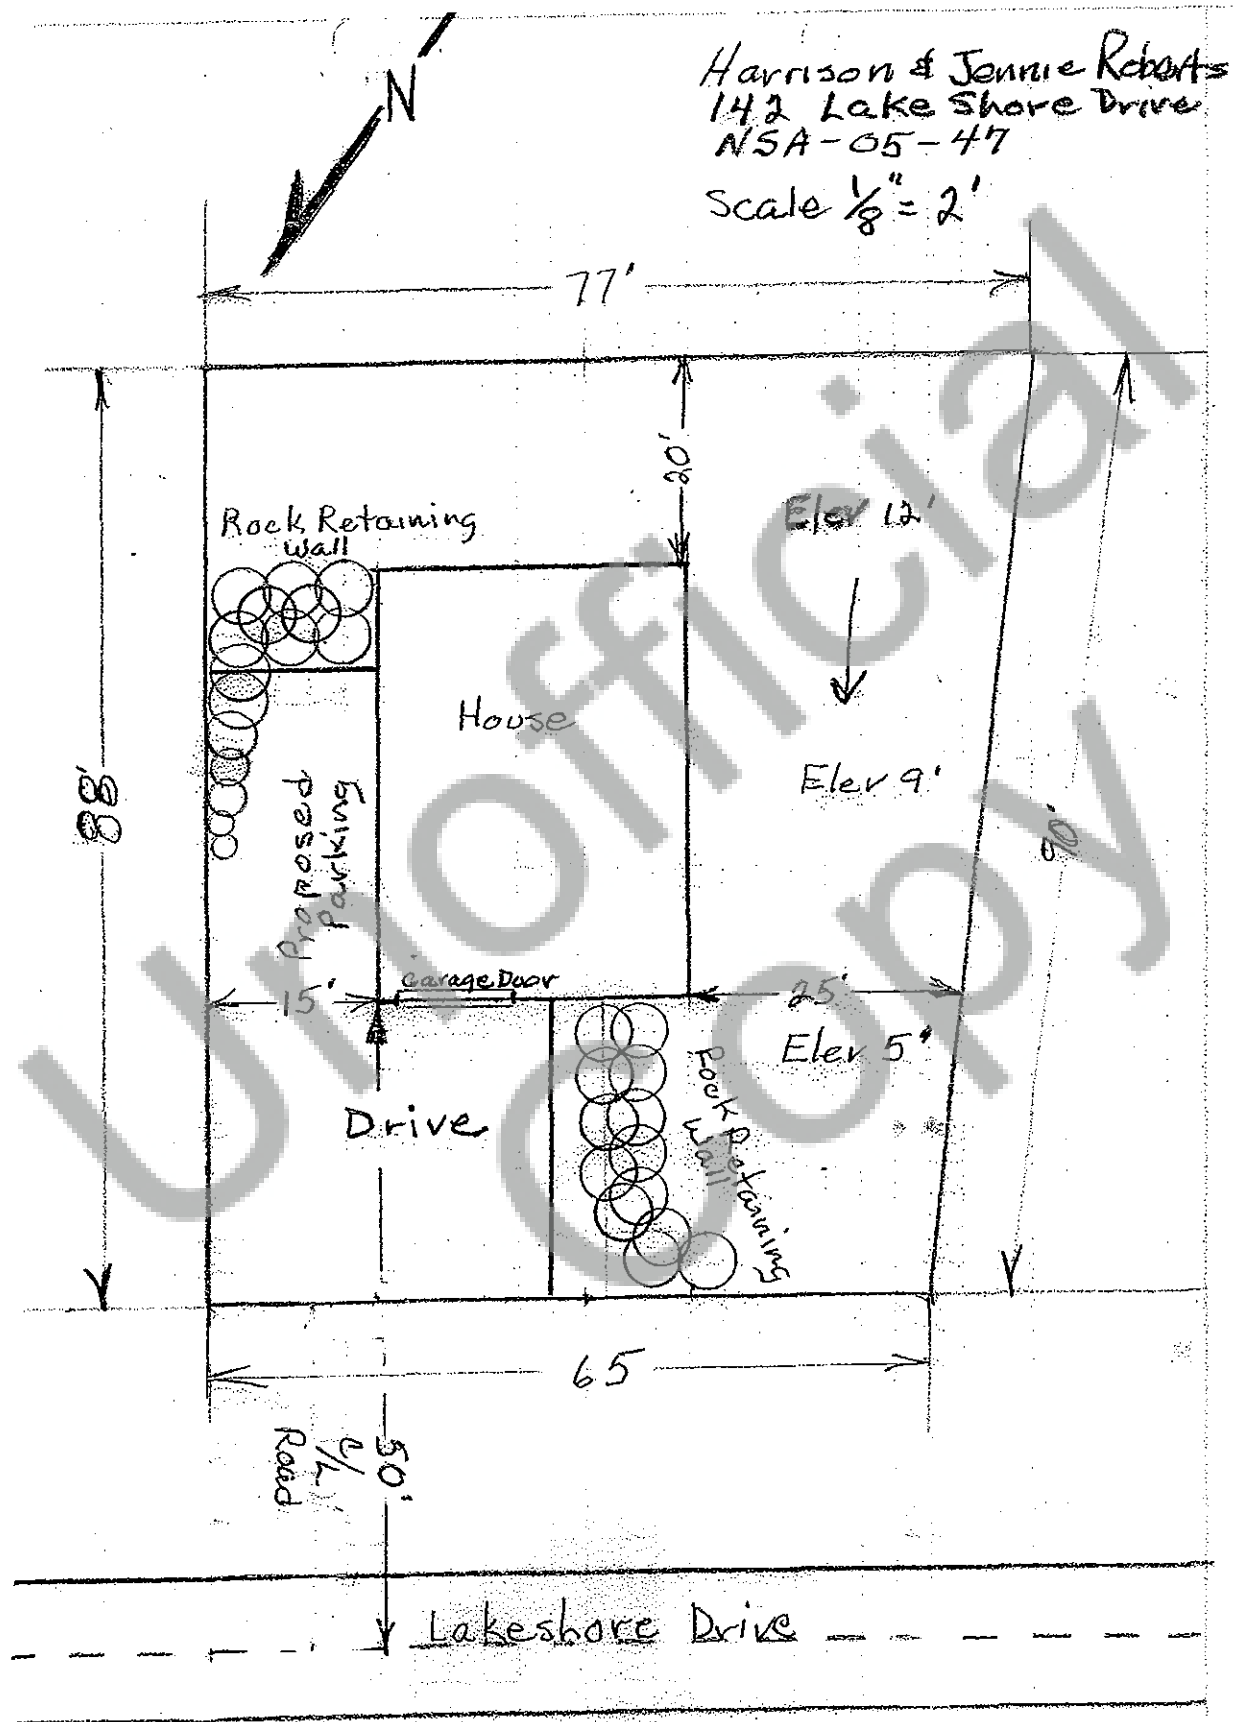 N
Harrison & Jennie Roberts
142 Lake Shore Drive
NSA-05-47
Scale 1/8" = 2'
77'
20'
Elev 12'
Rock Retaining
Wall
House
88'
Elev 9'
90'
Proposed
Parking
Garage Door
15'
25'
Elev 5'
Drive
Rock Retaining
Wall
65
50'
C/L
Road
Lakeshore Drive
Unofficial
Copy